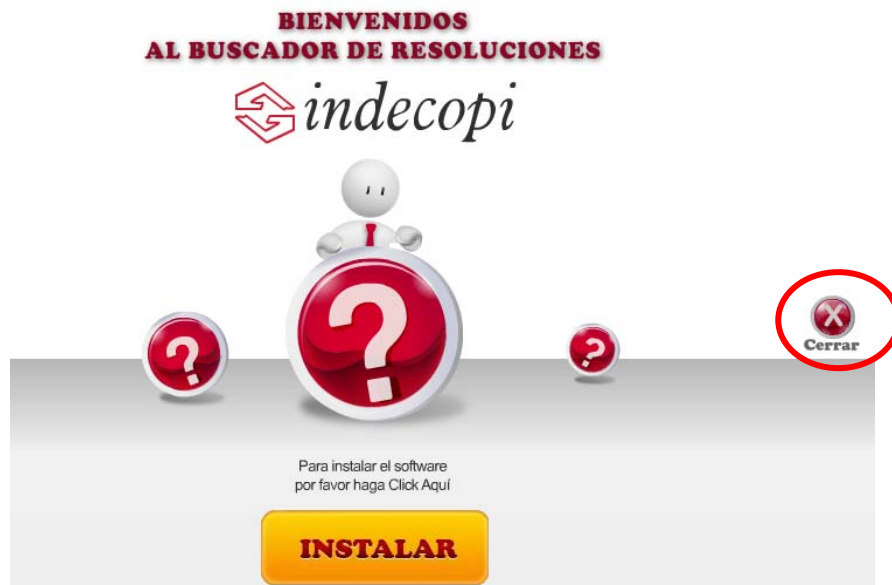 BIENVENIDOS
AL BUSCADOR DE RESOLUCIONES
indecopi
?
?
?
X
Cerrar
Para instalar el software
por favor haga Click Aquí
INSTALAR